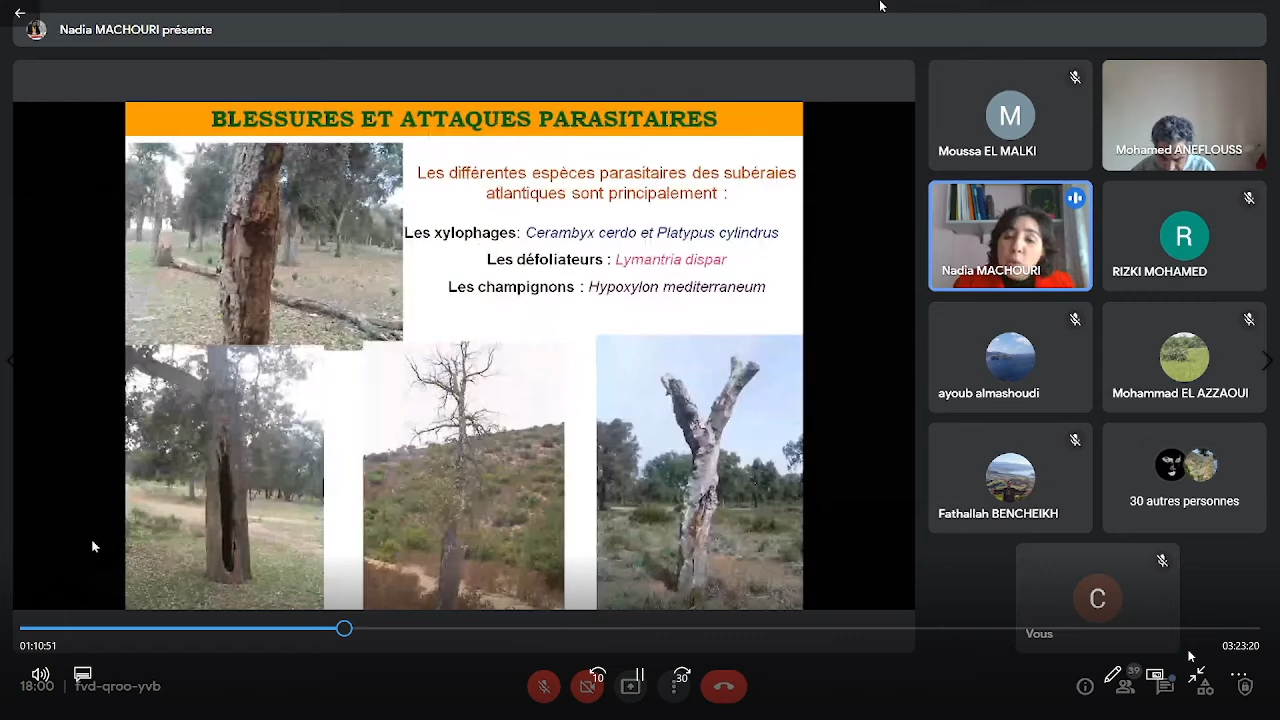 Nadia MACHOURI présente
BLESSURES ET ATTAQUES PARASITAIRES
Les différentes espèces parasitaires des subéraies
atlantiques sont principalement :
Les xylophages: Cerambyx cerdo et Platypus cylindrus
Les défoliateurs : Lymantria dispar
Les champignons : Hypoxylon mediterraneum
M
Moussa EL MALKI
Mohamed ANEFLOUSS
Nadia MACHOURI
R
RIZKI MOHAMED
ayoub almashoudi
Mohammad EL AZZAOUI
Fathallah BENCHEIKH
30 autres personnes
C
Vous
01:10:51
03:23:20
18:00 | fvd-qroo-yvb
10
30
39